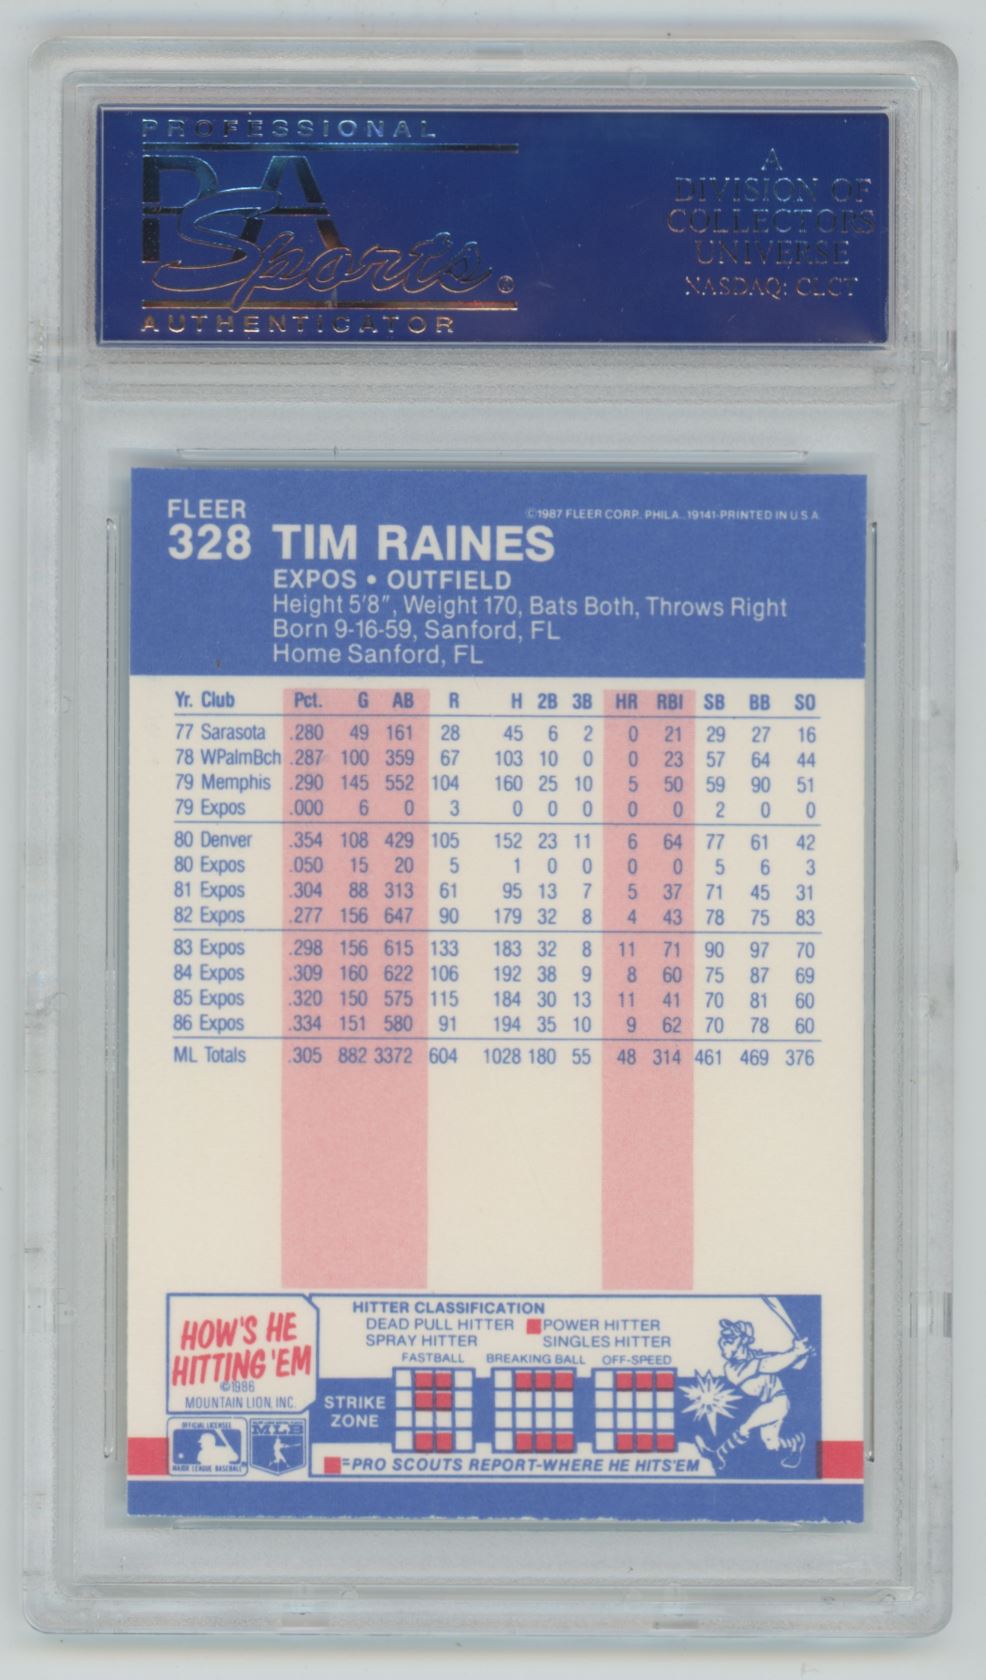 PROFESSIONAL
PSA
Sports®
AUTHENTICATOR
A
DIVISION OF
COLLECTORS
UNIVERSE
NASDAQ: CLCT
FLEER
©1987 FLEER CORP. PHILA. 19141-PRINTED IN U.S.A.
328 TIM RAINES
EXPOS • OUTFIELD
Height 5'8", Weight 170, Bats Both, Throws Right
Born 9-16-59, Sanford, FL
Home Sanford, FL
Yr. Club Pct. G AB R H 2B 3B HR RBI SB BB SO
77 Sarasota .280 49 161 28 45 6 2 0 21 29 27 16
78 WPalmBch .287 100 359 67 103 10 0 0 23 57 64 44
79 Memphis .290 145 552 104 160 25 10 5 50 59 90 51
79 Expos .000 6 0 3 0 0 0 0 0 2 0 0
80 Denver .354 108 429 105 152 23 11 6 64 77 61 42
80 Expos .050 15 20 5 1 0 0 0 0 5 6 3
81 Expos .304 88 313 61 95 13 7 5 37 71 45 31
82 Expos .277 156 647 90 179 32 8 4 43 78 75 83
83 Expos .298 156 615 133 183 32 8 11 71 90 97 70
84 Expos .309 160 622 106 192 38 9 8 60 75 87 69
85 Expos .320 150 575 115 184 30 13 11 41 70 81 60
86 Expos .334 151 580 91 194 35 10 9 62 70 78 60
ML Totals .305 882 3372 604 1028 180 55 48 314 461 469 376
HOW'S HE
HITTING 'EM
©1986
MOUNTAIN LION, INC.
OFFICIAL LICENSEE
MAJOR LEAGUE BASEBALL
MLB
HITTER CLASSIFICATION
DEAD PULL HITTER POWER HITTER
SPRAY HITTER SINGLES HITTER
FASTBALL BREAKING BALL OFF-SPEED
STRIKE
ZONE
=PRO SCOUTS REPORT-WHERE HE HITS'EM